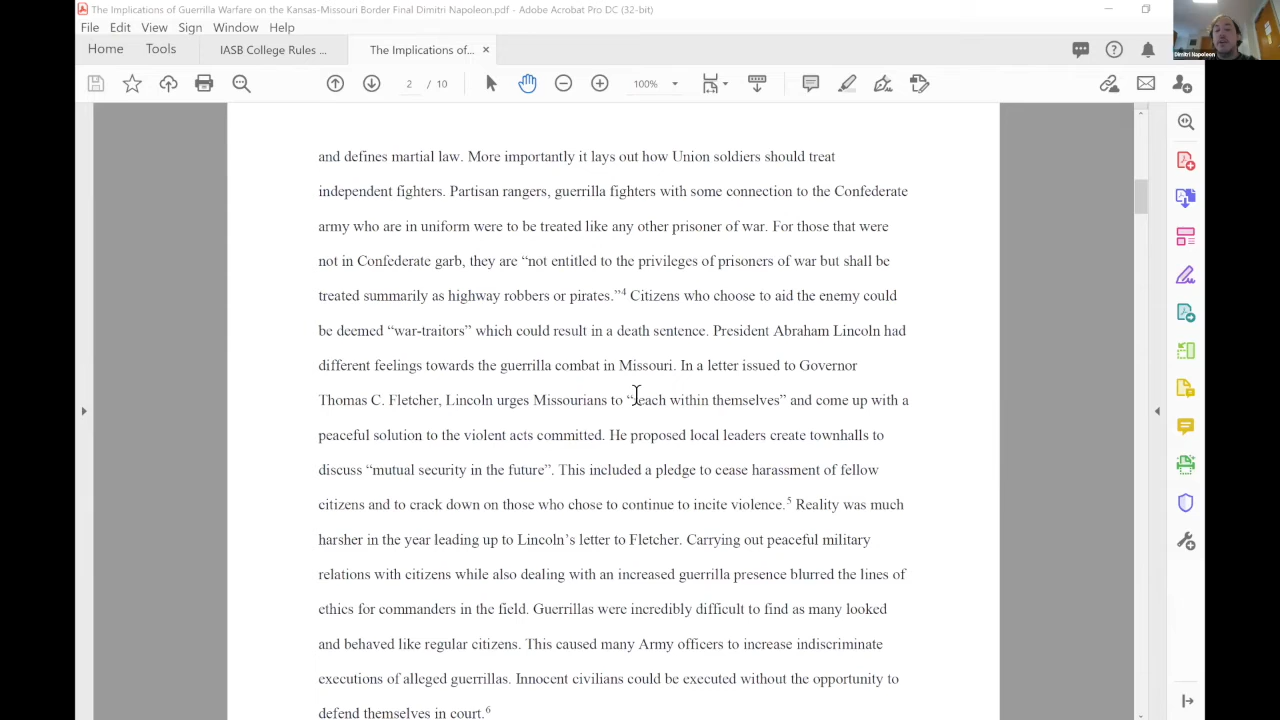 The Implications of Guerrilla Warfare on the Kansas-Missouri Border Final Dimitri Napoleon.pdf - Adobe Acrobat Pro DC (32-bit)
File Edit View Sign Window Help
Home Tools IASB College Rules ... The Implications of...
2 / 10 100%
Dimitri Napoleon
and defines martial law. More importantly it lays out how Union soldiers should treat
independent fighters. Partisan rangers, guerrilla fighters with some connection to the Confederate
army who are in uniform were to be treated like any other prisoner of war. For those that were
not in Confederate garb, they are “not entitled to the privileges of prisoners of war but shall be
treated summarily as highway robbers or pirates.”4 Citizens who choose to aid the enemy could
be deemed “war-traitors” which could result in a death sentence. President Abraham Lincoln had
different feelings towards the guerrilla combat in Missouri. In a letter issued to Governor
Thomas C. Fletcher, Lincoln urges Missourians to “reach within themselves” and come up with a
peaceful solution to the violent acts committed. He proposed local leaders create townhalls to
discuss “mutual security in the future”. This included a pledge to cease harassment of fellow
citizens and to crack down on those who chose to continue to incite violence.5 Reality was much
harsher in the year leading up to Lincoln’s letter to Fletcher. Carrying out peaceful military
relations with citizens while also dealing with an increased guerrilla presence blurred the lines of
ethics for commanders in the field. Guerrillas were incredibly difficult to find as many looked
and behaved like regular citizens. This caused many Army officers to increase indiscriminate
executions of alleged guerrillas. Innocent civilians could be executed without the opportunity to
defend themselves in court.6